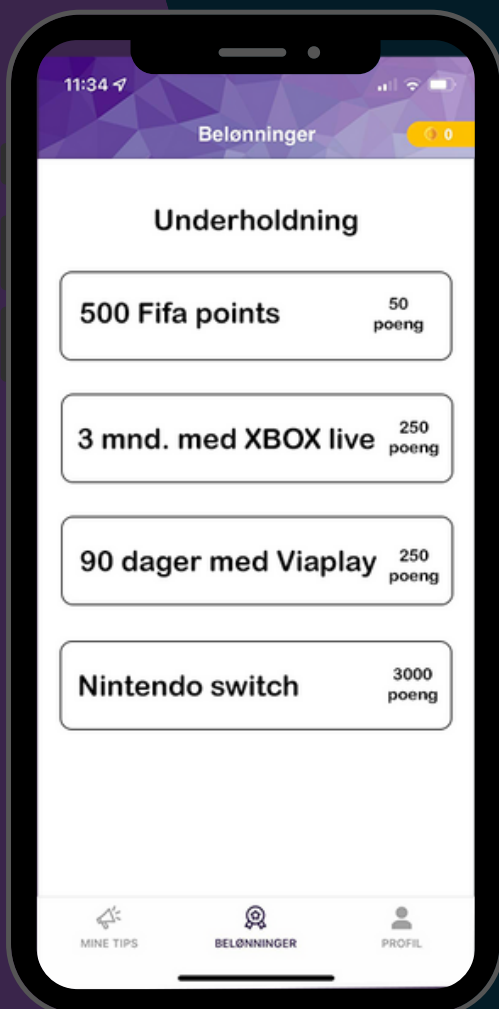 11:34
Belønninger
0
Underholdning
500 Fifa points
50
poeng
3 mnd. med XBOX live
250
poeng
90 dager med Viaplay
250
poeng
Nintendo switch
3000
poeng
MINE TIPS
BELØNNINGER
PROFIL